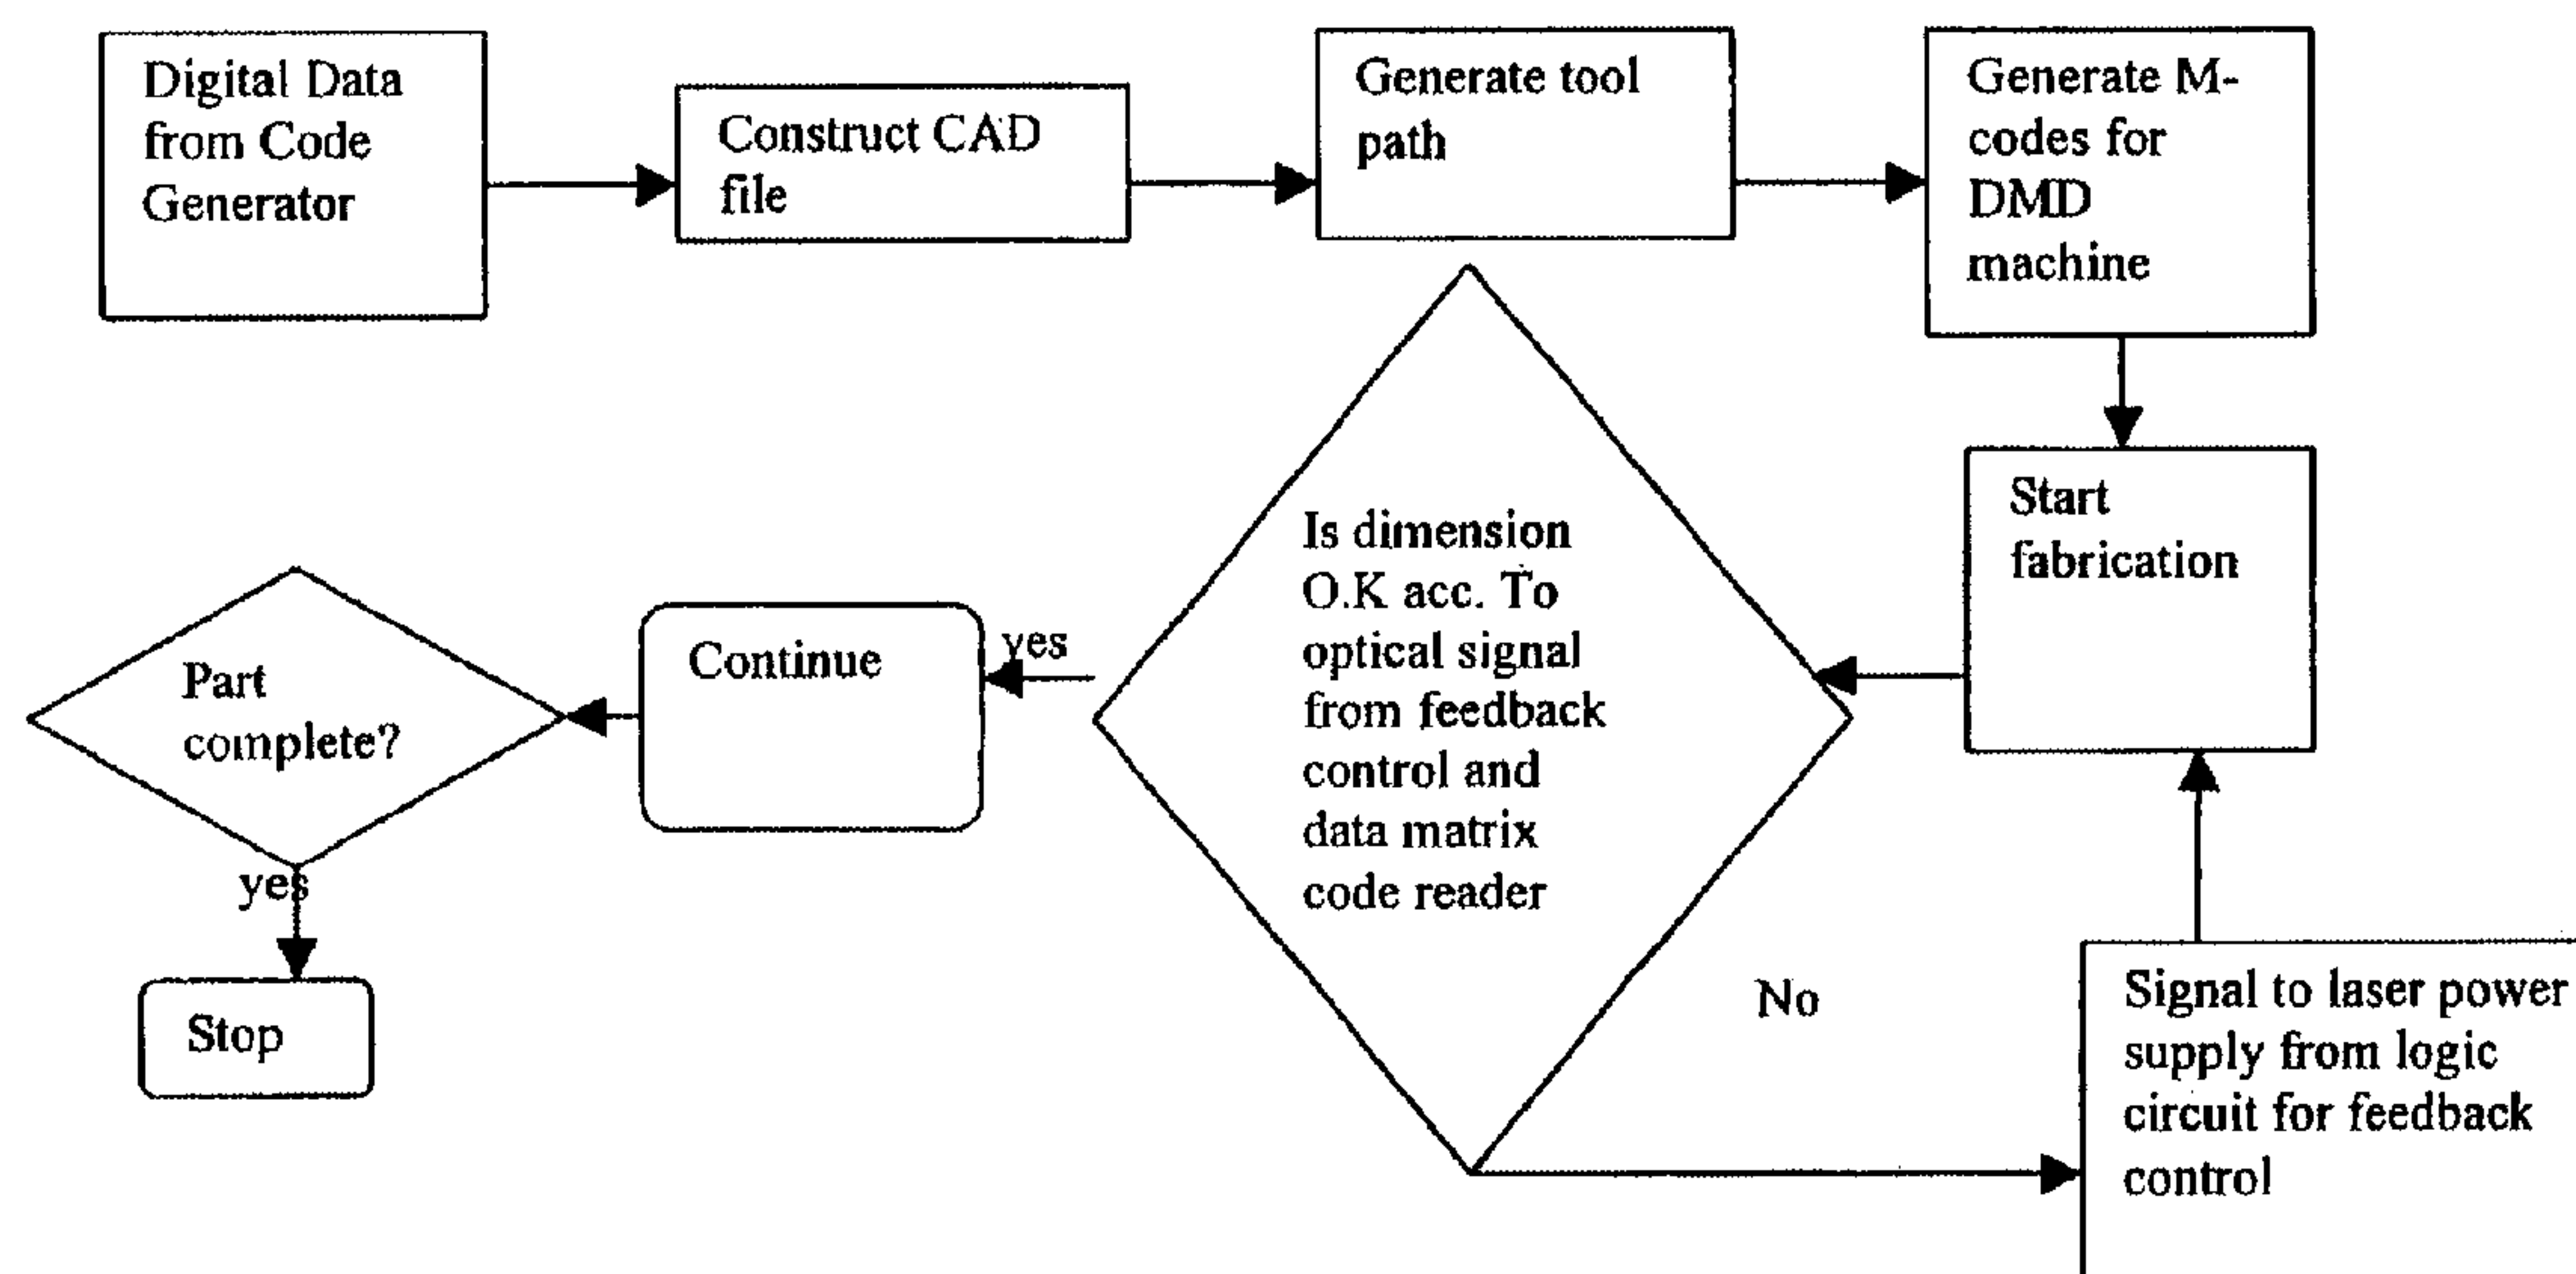 Digital Data
from Code
Generator
Construct CAD
file
Generate tool
path
Generate M-
codes for
DMD
machine
Start
fabrication
Is dimension
O.K acc. To
optical signal
from feedback
control and
data matrix
code reader
yes
Continue
Part
complete?
yes
Stop
No
Signal to laser power
supply from logic
circuit for feedback
control